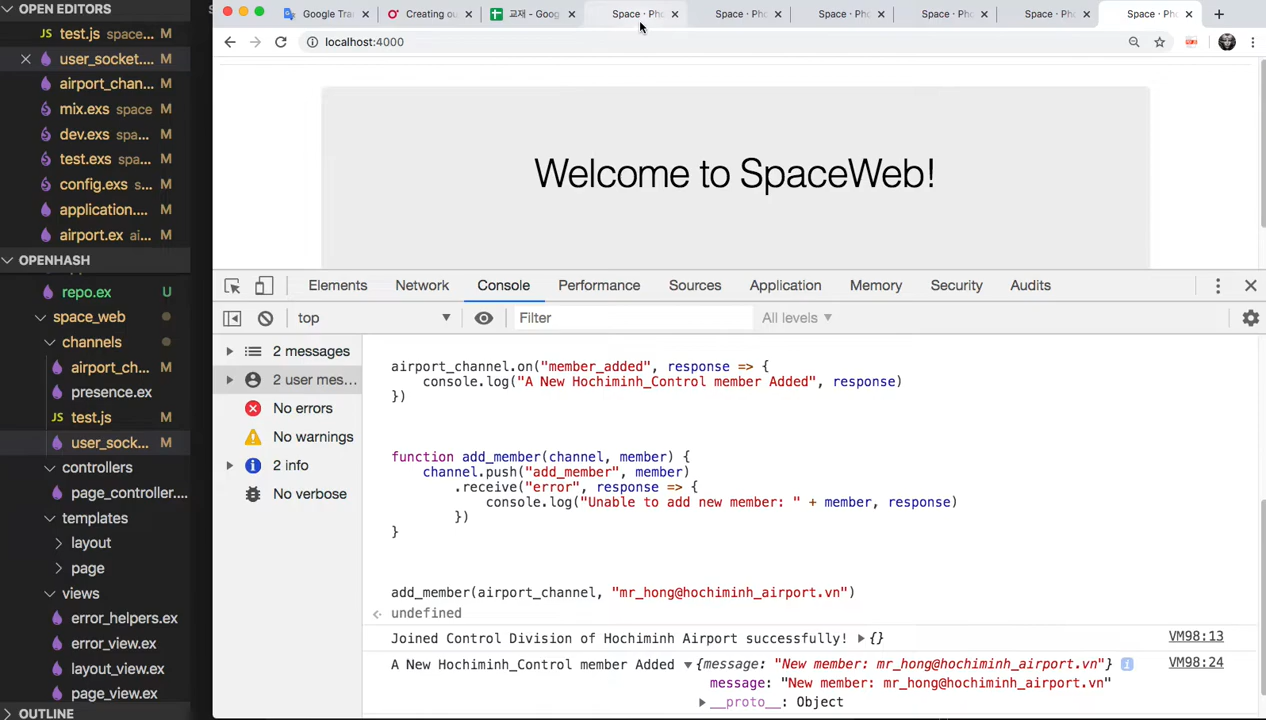 OPEN EDITORS
JS test.js space... M
user_socket.... M
airport_chan... M
mix.exs space M
dev.exs spa... M
test.exs spa... M
config.exs s... M
application.... M
airport.ex ai... M
OPENHASH
repo.ex U
space_web
channels
airport_ch... M
presence.ex
JS test.js M
user_sock... M
controllers
page_controller....
templates
layout
page
views
error_helpers.ex
error_view.ex
layout_view.ex
page_view.ex
OUTLINE
Google Tra
Creating ou
교재 - Goog
Space · Pho
Space · Pho
Space · Pho
Space · Pho
Space · Pho
Space · Pho
localhost:4000
Welcome to SpaceWeb!
Elements Network Console Performance Sources Application Memory Security Audits
top Filter All levels
2 messages
2 user mes...
No errors
No warnings
2 info
No verbose
airport_channel.on("member_added", response => {
console.log("A New Hochiminh_Control member Added", response)
})
function add_member(channel, member) {
channel.push("add_member", member)
.receive("error", response => {
console.log("Unable to add new member: " + member, response)
})
}
add_member(airport_channel, "mr_hong@hochiminh_airport.vn")
undefined
Joined Control Division of Hochiminh Airport successfully! {} VM98:13
A New Hochiminh_Control member Added {message: "New member: mr_hong@hochiminh_airport.vn"} VM98:24
message: "New member: mr_hong@hochiminh_airport.vn"
__proto__: Object